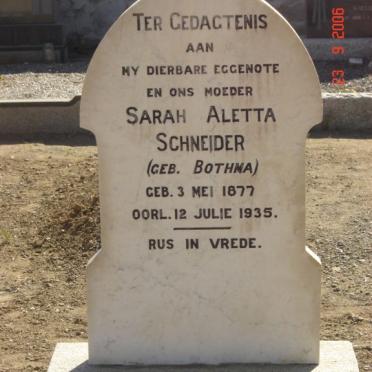 TER GEDACTENIS
AAN
MY DIERBARE EGGENOTE
EN ONS MOEDER
SARAH ALETTA
SCHNEIDER
(GEB. BOTHMA)
GEB. 3 MEI 1877
OORL. 12 JULIE 1935.
RUS IN VREDE.
23 9 2006